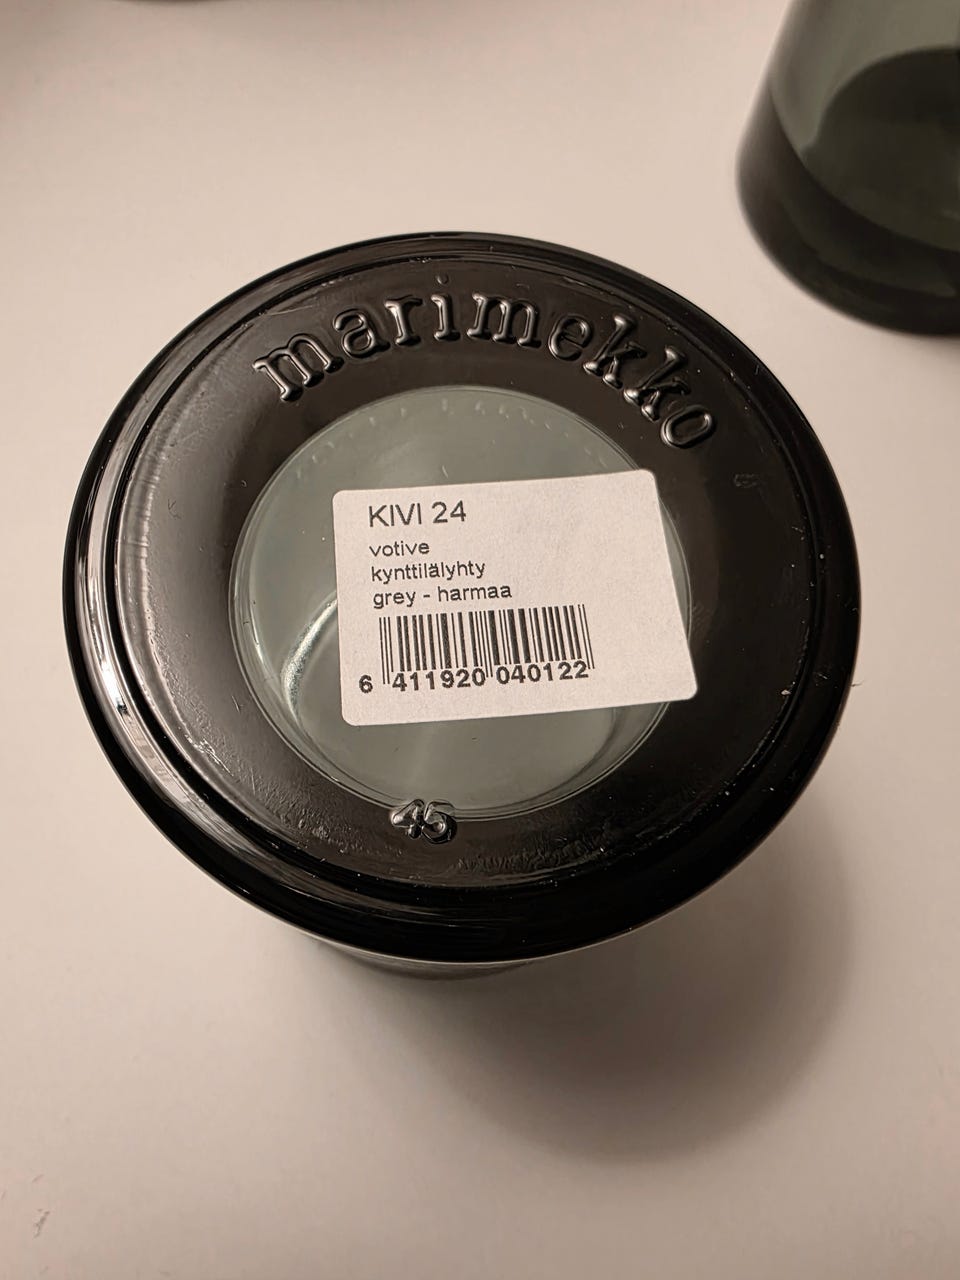 marimekko
KIVI 24
votive
kynttilälyhty
grey - harmaa
6 411920 040122
45